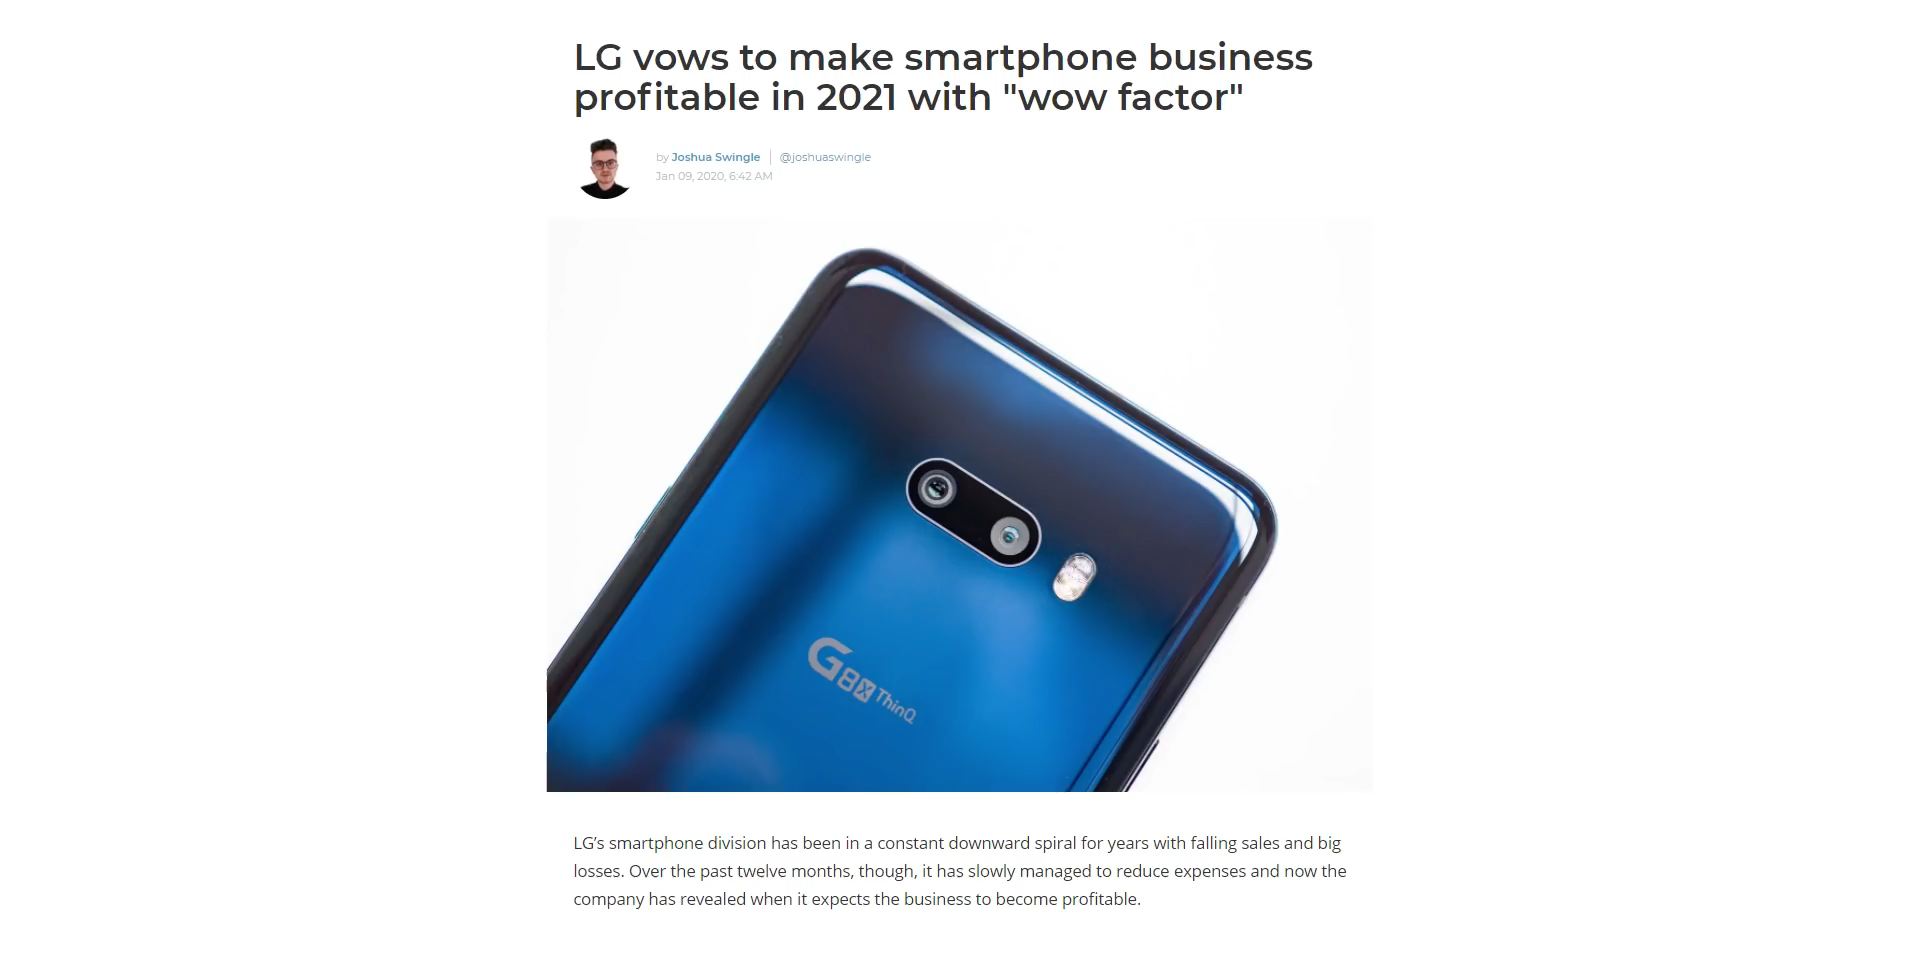 LG vows to make smartphone business
profitable in 2021 with "wow factor"
by Joshua Swingle | @joshuaswingle
Jan 09, 2020, 6:42 AM
G8X ThinQ
LG’s smartphone division has been in a constant downward spiral for years with falling sales and big
losses. Over the past twelve months, though, it has slowly managed to reduce expenses and now the
company has revealed when it expects the business to become profitable.